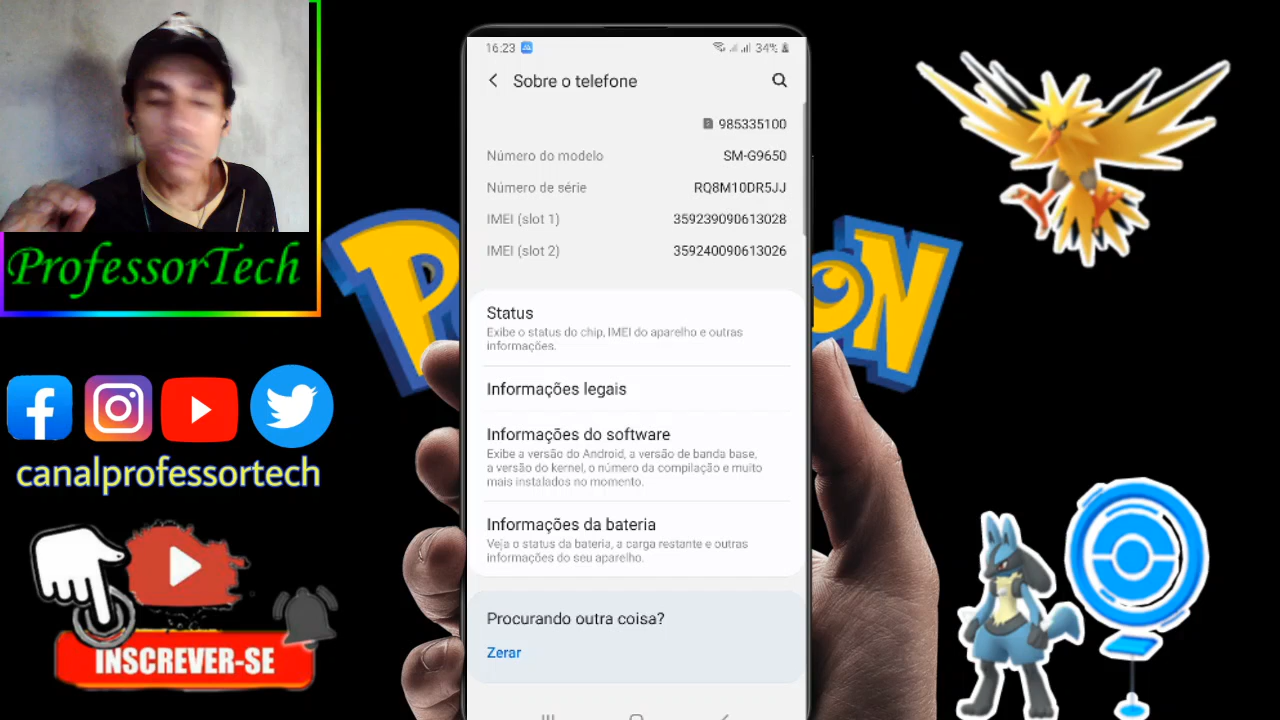 16:23
34%
Sobre o telefone
985335100
Número do modelo SM-G9650
Número de série RQ8M10DR5JJ
IMEI (slot 1) 359239090613028
IMEI (slot 2) 359240090613026
Status
Exibe o status do chip, IMEI do aparelho e outras
informações.
Informações legais
Informações do software
Exibe a versão do Android, a versão de banda base,
a versão do kernel, o número da compilação e muito
mais instalados no momento.
Informações da bateria
Veja o status da bateria, a carga restante e outras
informações do seu aparelho.
Procurando outra coisa?
Zerar
ProfessorTech
canalprofessortech
INSCREVER-SE
P
ON